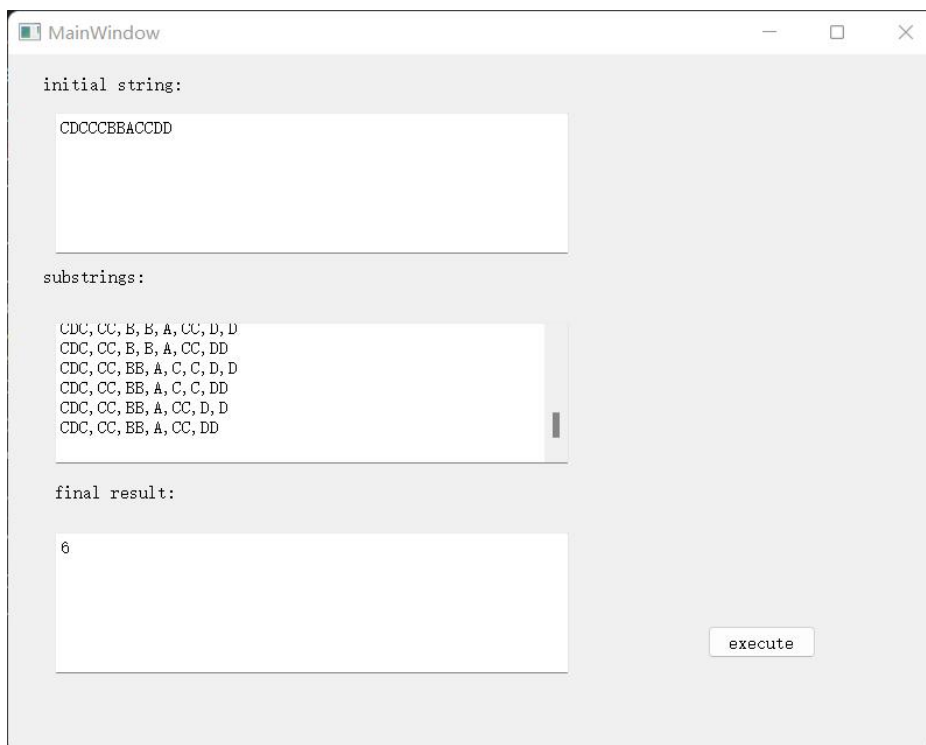 MainWindow
initial string:
CDCCCBBACCDD
substrings:
CDC, CC, B, B, A, CC, D, D
CDC, CC, B, B, A, CC, DD
CDC, CC, BB, A, C, C, D, D
CDC, CC, BB, A, C, C, DD
CDC, CC, BB, A, CC, D, D
CDC, CC, BB, A, CC, DD
final result:
6
execute